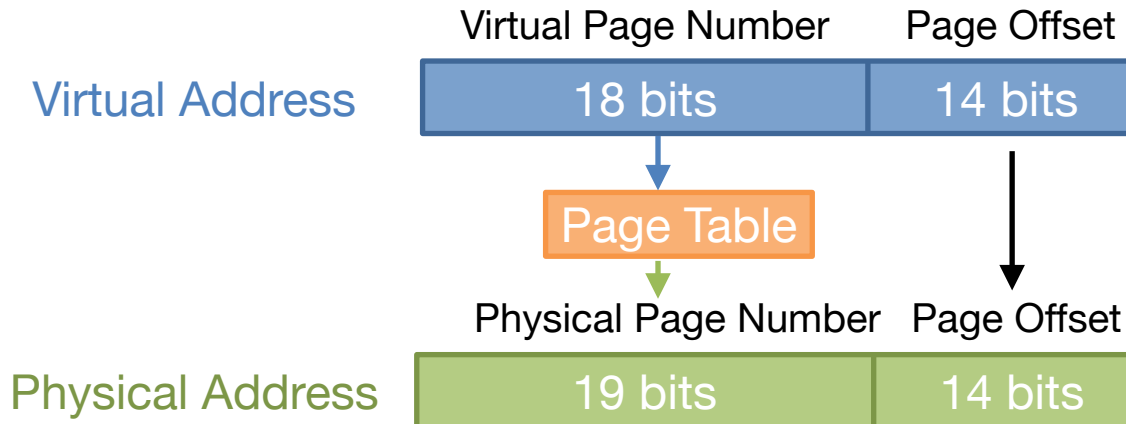 Virtual Page Number Page Offset
Virtual Address 18 bits 14 bits
Page Table
Physical Page Number Page Offset
Physical Address 19 bits 14 bits